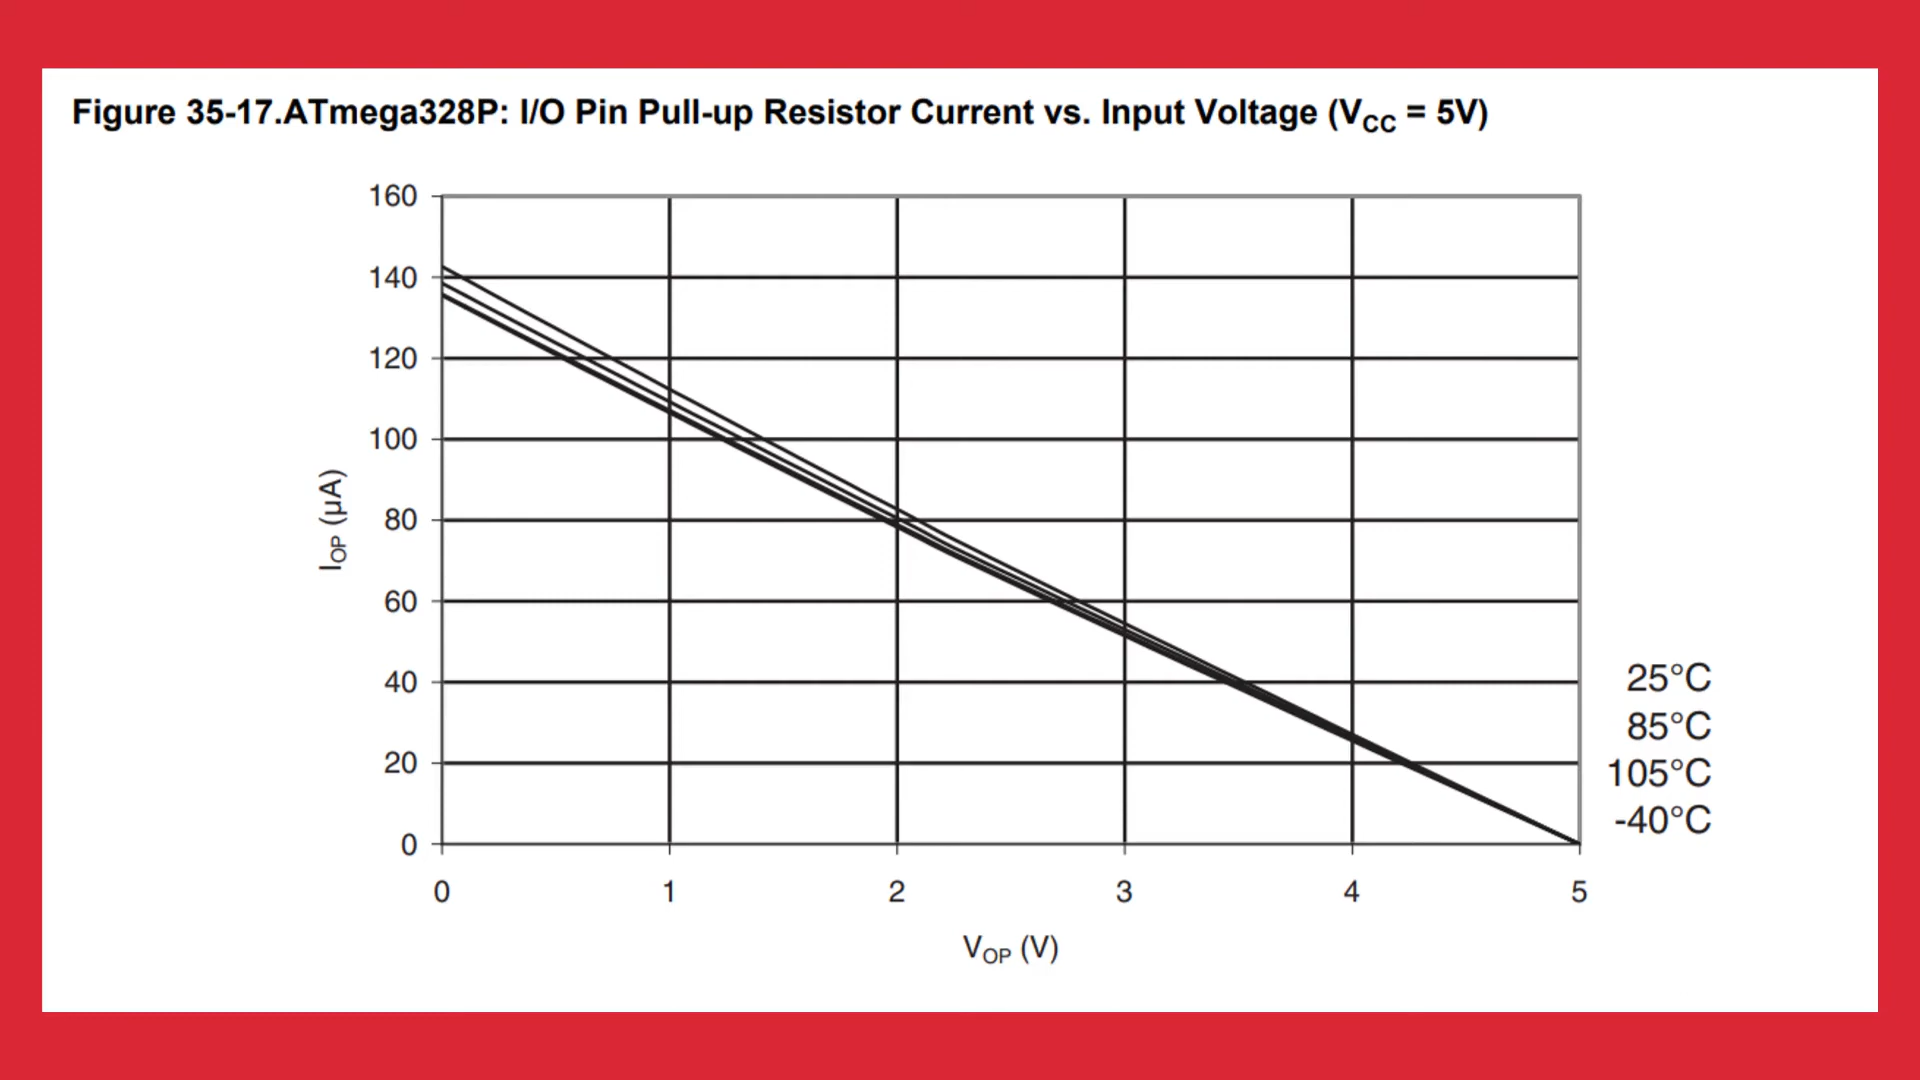 Figure 35-17.ATmega328P: I/O Pin Pull-up Resistor Current vs. Input Voltage (VCC = 5V)
160
140
120
100
80
60
40
20
0
IOP (µA)
0 1 2 3 4 5
VOP (V)
25°C
85°C
105°C
-40°C